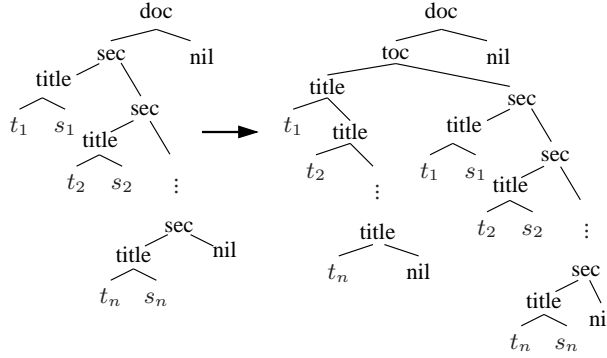 doc doc
sec nil toc nil
title title sec
t₁ s₁ sec t₁ title title sec
title t₂ t₁ s₁ title
t₂ s₂ ⋮ ⋮ t₂ s₂ ⋮
sec title sec
title nil tₙ nil title ni
tₙ sₙ tₙ sₙ